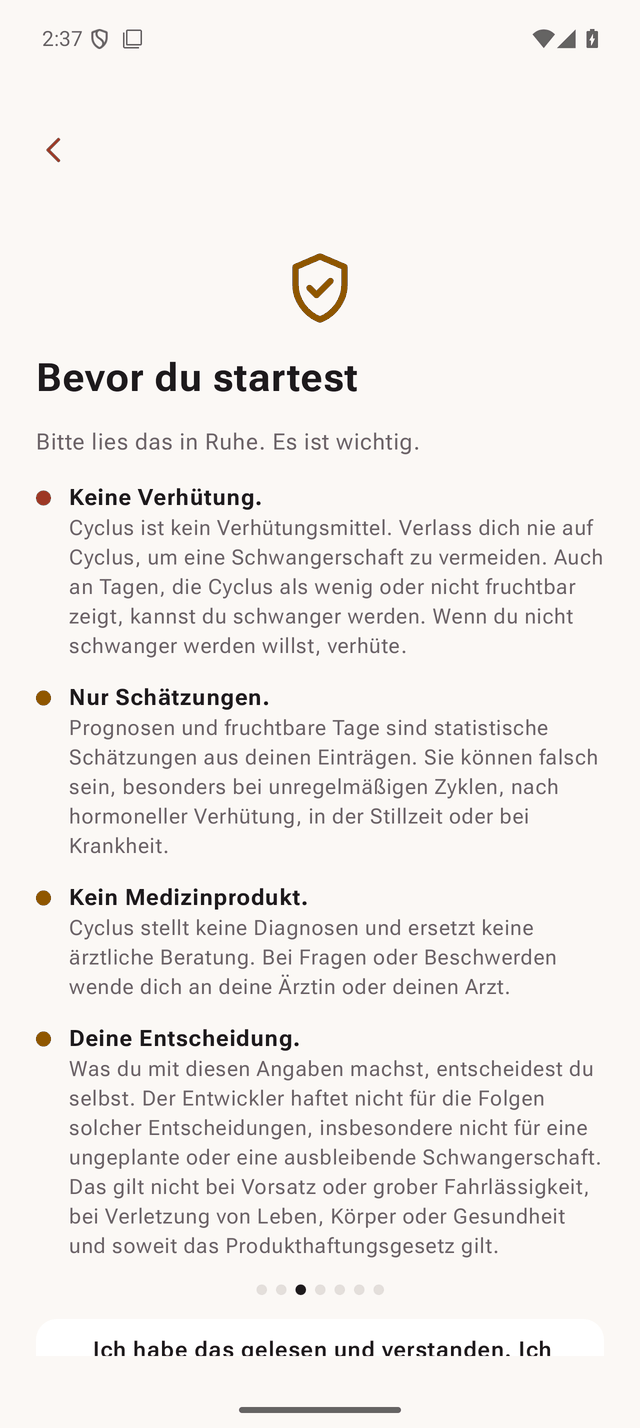 2:37
Bevor du startest
Bitte lies das in Ruhe. Es ist wichtig.
Keine Verhütung.
Cyclus ist kein Verhütungsmittel. Verlass dich nie auf
Cyclus, um eine Schwangerschaft zu vermeiden. Auch
an Tagen, die Cyclus als wenig oder nicht fruchtbar
zeigt, kannst du schwanger werden. Wenn du nicht
schwanger werden willst, verhüte.
Nur Schätzungen.
Prognosen und fruchtbare Tage sind statistische
Schätzungen aus deinen Einträgen. Sie können falsch
sein, besonders bei unregelmäßigen Zyklen, nach
hormoneller Verhütung, in der Stillzeit oder bei
Krankheit.
Kein Medizinprodukt.
Cyclus stellt keine Diagnosen und ersetzt keine
ärztliche Beratung. Bei Fragen oder Beschwerden
wende dich an deine Ärztin oder deinen Arzt.
Deine Entscheidung.
Was du mit diesen Angaben machst, entscheidest du
selbst. Der Entwickler haftet nicht für die Folgen
solcher Entscheidungen, insbesondere nicht für eine
ungeplante oder eine ausbleibende Schwangerschaft.
Das gilt nicht bei Vorsatz oder grober Fahrlässigkeit,
bei Verletzung von Leben, Körper oder Gesundheit
und soweit das Produkthaftungsgesetz gilt.
Ich habe das gelesen und verstanden. Ich